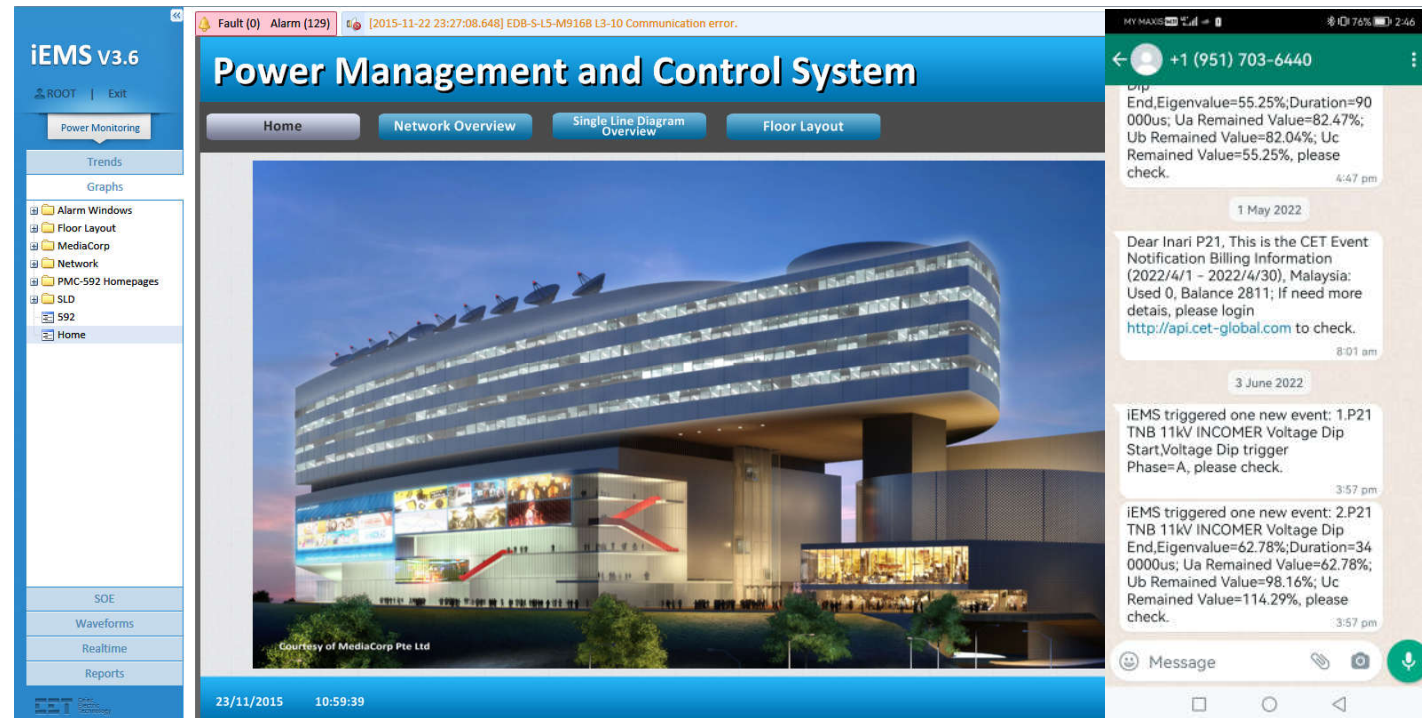 Fault (0) Alarm (129)
[2015-11-22 23:27:08.648] EDB-S-L5-M916B L3-10 Communication error.
iEMS V3.6
ROOT | Exit
Power Monitoring
Trends
Graphs
Alarm Windows
Floor Layout
MediaCorp
Network
PMC-592 Homepages
SLD
592
Home
SOE
Waveforms
Realtime
Reports
CET
Power Management and Control System
Home
Network Overview
Single Line Diagram
Overview
Floor Layout
Courtesy of MediaCorp Pte Ltd
23/11/2015 10:59:39
MY MAXIS 76% 2:46
+1 (951) 703-6440
Dip
End,Eigenvalue=55.25%;Duration=90
000us; Ua Remained Value=82.47%;
Ub Remained Value=82.04%; Uc
Remained Value=55.25%, please
check.
4:47 pm
1 May 2022
Dear Inari P21, This is the CET Event
Notification Billing Information
(2022/4/1 - 2022/4/30), Malaysia:
Used 0, Balance 2811; If need more
detais, please login
http://api.cet-global.com to check.
8:01 am
3 June 2022
iEMS triggered one new event: 1.P21
TNB 11kV INCOMER Voltage Dip
Start,Voltage Dip trigger
Phase=A, please check.
3:57 pm
iEMS triggered one new event: 2.P21
TNB 11kV INCOMER Voltage Dip
End,Eigenvalue=62.78%;Duration=34
0000us; Ua Remained Value=62.78%;
Ub Remained Value=98.16%; Uc
Remained Value=114.29%, please
check.
3:57 pm
Message